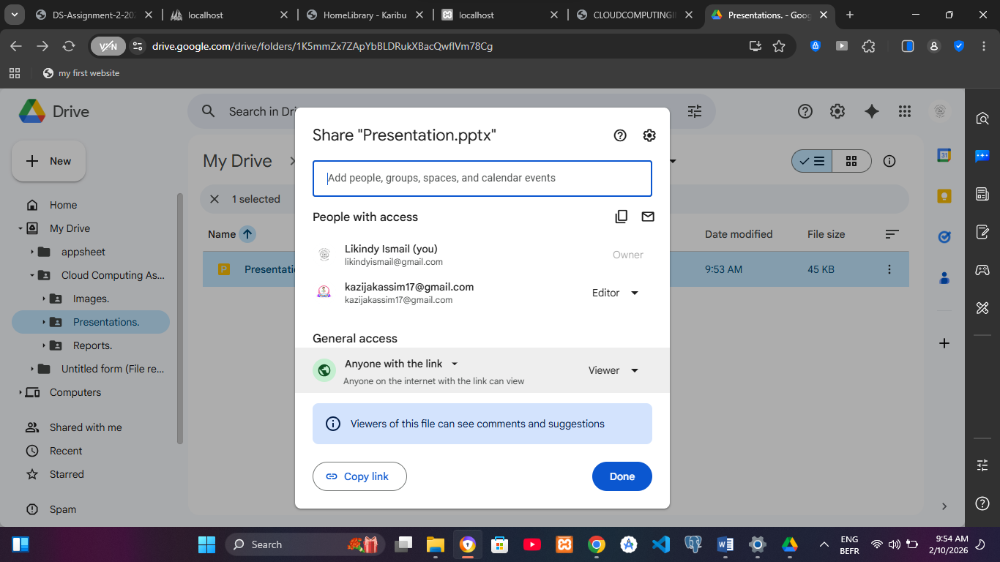 DS-Assignment-2-202
localhost
HomeLibrary - Karibu
localhost
CLOUDCOMPUTINGI
Presentations. - Goog
VPN
drive.google.com/drive/folders/1K5mmZx7ZApYbBLDRukXBacQwflVm78Cg
my first website
Drive
Search in Dri
New
Home
My Drive
appsheet
Cloud Computing As...
Images.
Presentations.
Reports.
Untitled form (File re...
Computers
Shared with me
Recent
Starred
Spam
My Drive
1 selected
Name
Date modified
File size
Presentatio
9:53 AM
45 KB
Share "Presentation.pptx"
Add people, groups, spaces, and calendar events
People with access
Likindy Ismail (you)
likindyismail@gmail.com
Owner
kazijakassim17@gmail.com
kazijakassim17@gmail.com
Editor
General access
Anyone with the link
Anyone on the internet with the link can view
Viewer
Viewers of this file can see comments and suggestions
Copy link
Done
31
Search
ENG
BEFR
9:54 AM
2/10/2026